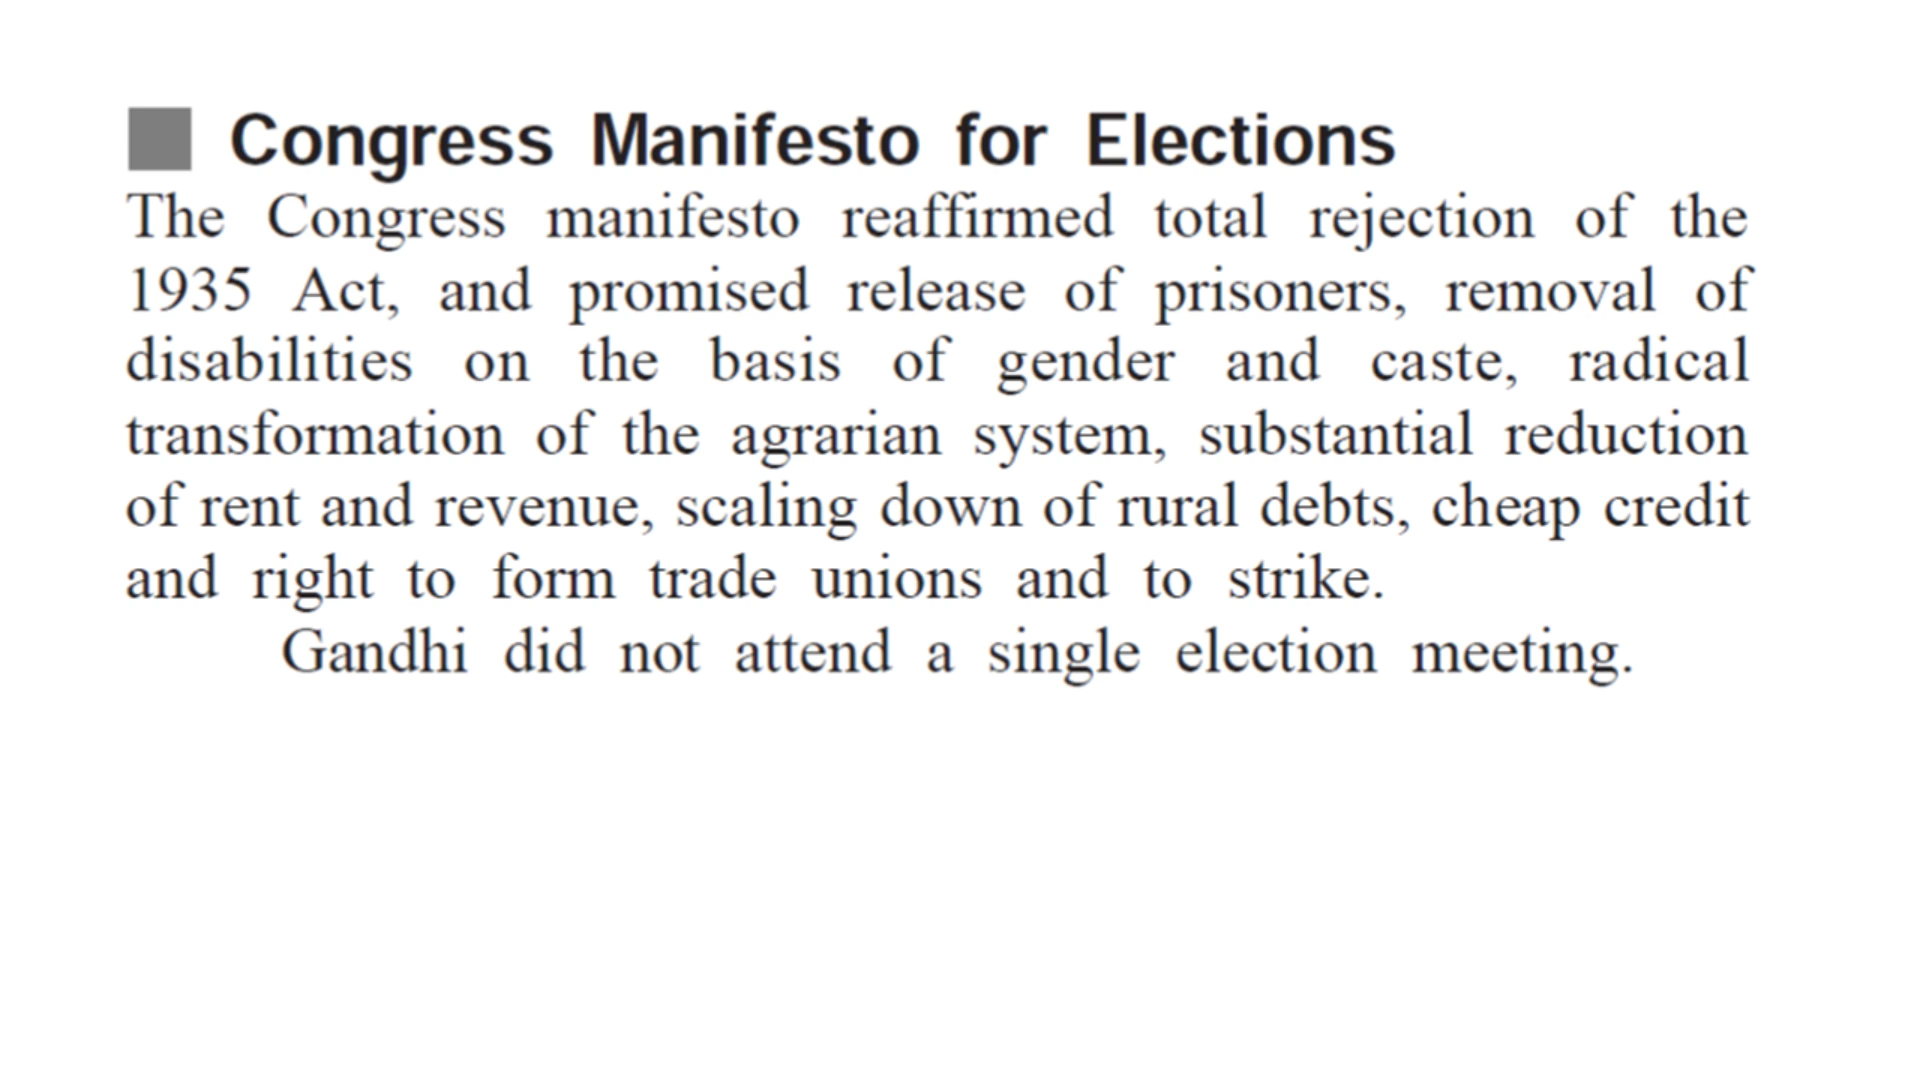 Congress Manifesto for Elections
The Congress manifesto reaffirmed total rejection of the
1935 Act, and promised release of prisoners, removal of
disabilities on the basis of gender and caste, radical
transformation of the agrarian system, substantial reduction
of rent and revenue, scaling down of rural debts, cheap credit
and right to form trade unions and to strike.
Gandhi did not attend a single election meeting.